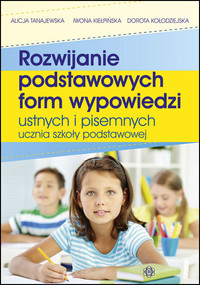 ALICJA TANAJEWSKA   IWONA KIEŁPIŃSKA   DOROTA KOŁODZIEJSKA
Rozwijanie
podstawowych
form wypowiedzi
ustnych i pisemnych
ucznia szkoły podstawowej